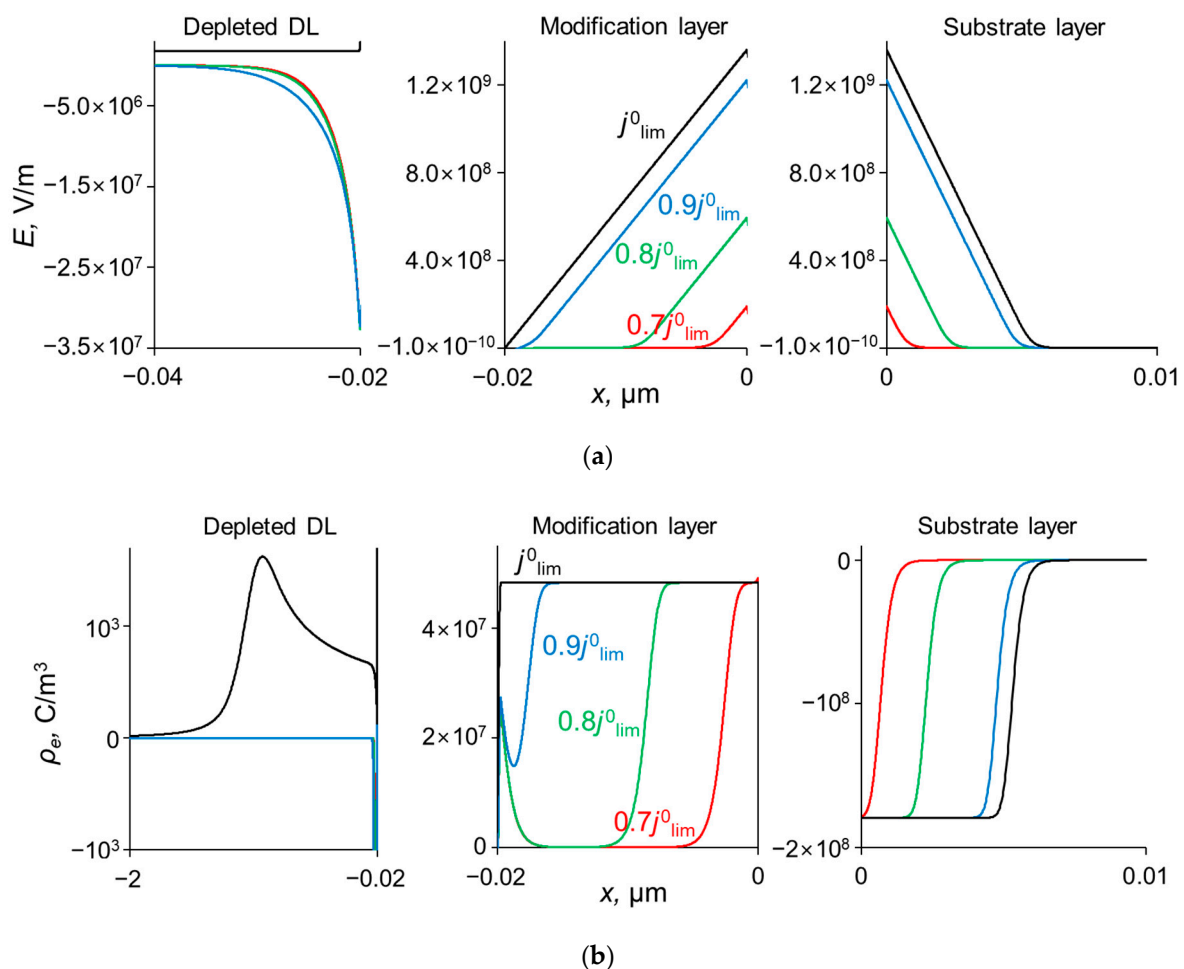 Depleted DL
Modification layer
Substrate layer
E, V/m
−5.0×10⁶
−1.5×10⁷
−2.5×10⁷
−3.5×10⁷
−0.04
−0.02
1.2×10⁹
8.0×10⁸
4.0×10⁸
−1.0×10⁻¹⁰
j⁰lim
0.9j⁰lim
0.8j⁰lim
0.7j⁰lim
−0.02
0
x, μm
1.2×10⁹
8.0×10⁸
4.0×10⁸
−1.0×10⁻¹⁰
0
0.01
(a)
Depleted DL
Modification layer
Substrate layer
ρe, C/m³
10³
0
−10³
−2
−0.02
4×10⁷
2×10⁷
0
j⁰lim
0.9j⁰lim
0.8j⁰lim
0.7j⁰lim
−0.02
0
x, μm
0
−10⁸
−2×10⁸
0
0.01
(b)